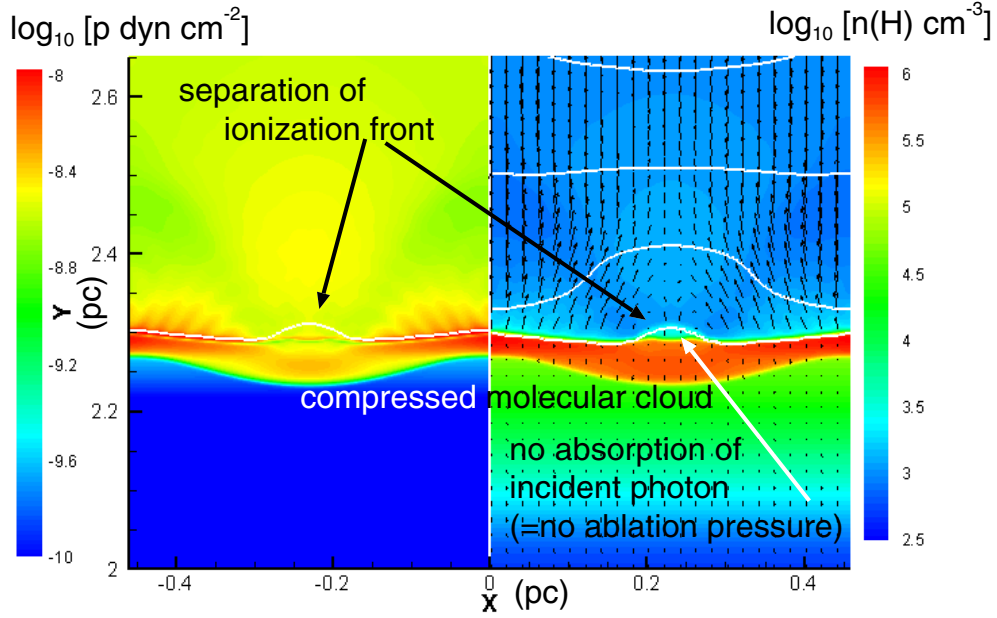 log₁₀ [p dyn cm⁻²]
log₁₀ [n(H) cm⁻³]
-8
-8.4
-8.8
-9.1
-9.6
-10
2.6
2.4
2.2
2
Y
(pc)
separation of
ionization front
compressed molecular cloud
no absorption of
incident photon
(=no ablation pressure)
-0.4
-0.2
0
0.2
0.4
X (pc)
6
5.5
5
4.5
4
3.5
3
2.5